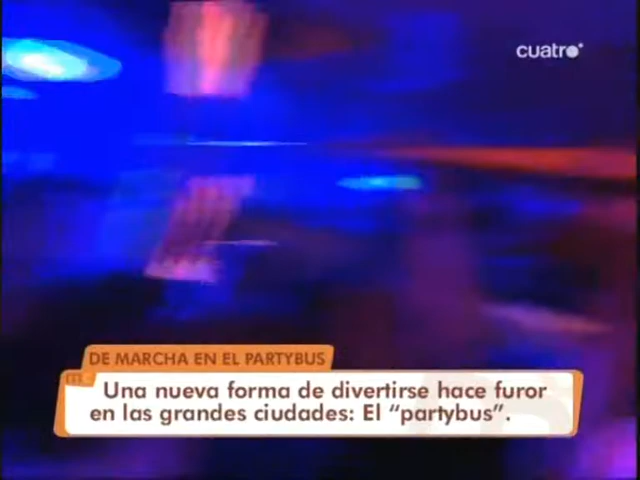 cuatro
DE MARCHA EN EL PARTYBUS
Una nueva forma de divertirse hace furor
en las grandes ciudades: El “partybus”.